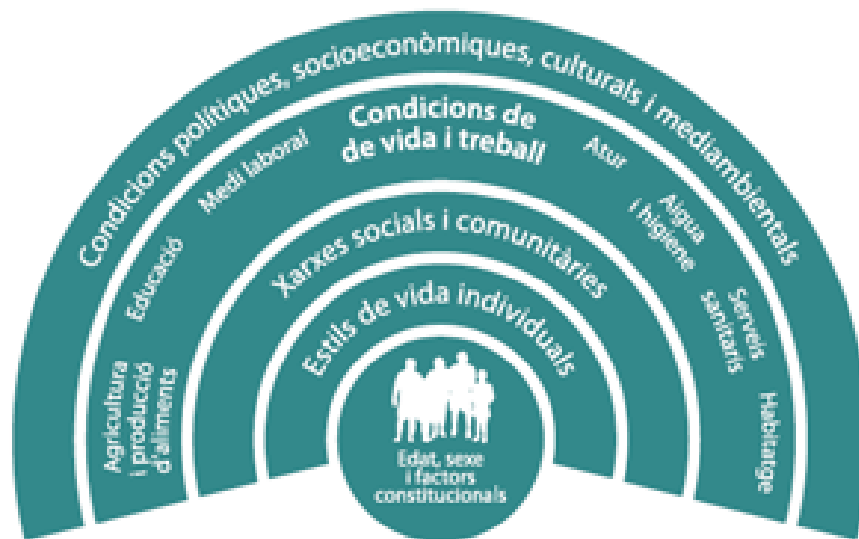 Condicions polítiques, socioeconòmiques, culturals i mediambientals
Condicions de
de vida i treball
Agricultura
i producció
d'aliments
Educació
Medi laboral
Atur
Aigua
i higiene
Serveis
sanitaris
Habitatge
Xarxes socials i comunitàries
Estils de vida individuals
Edat, sexe
i factors
constitucionals